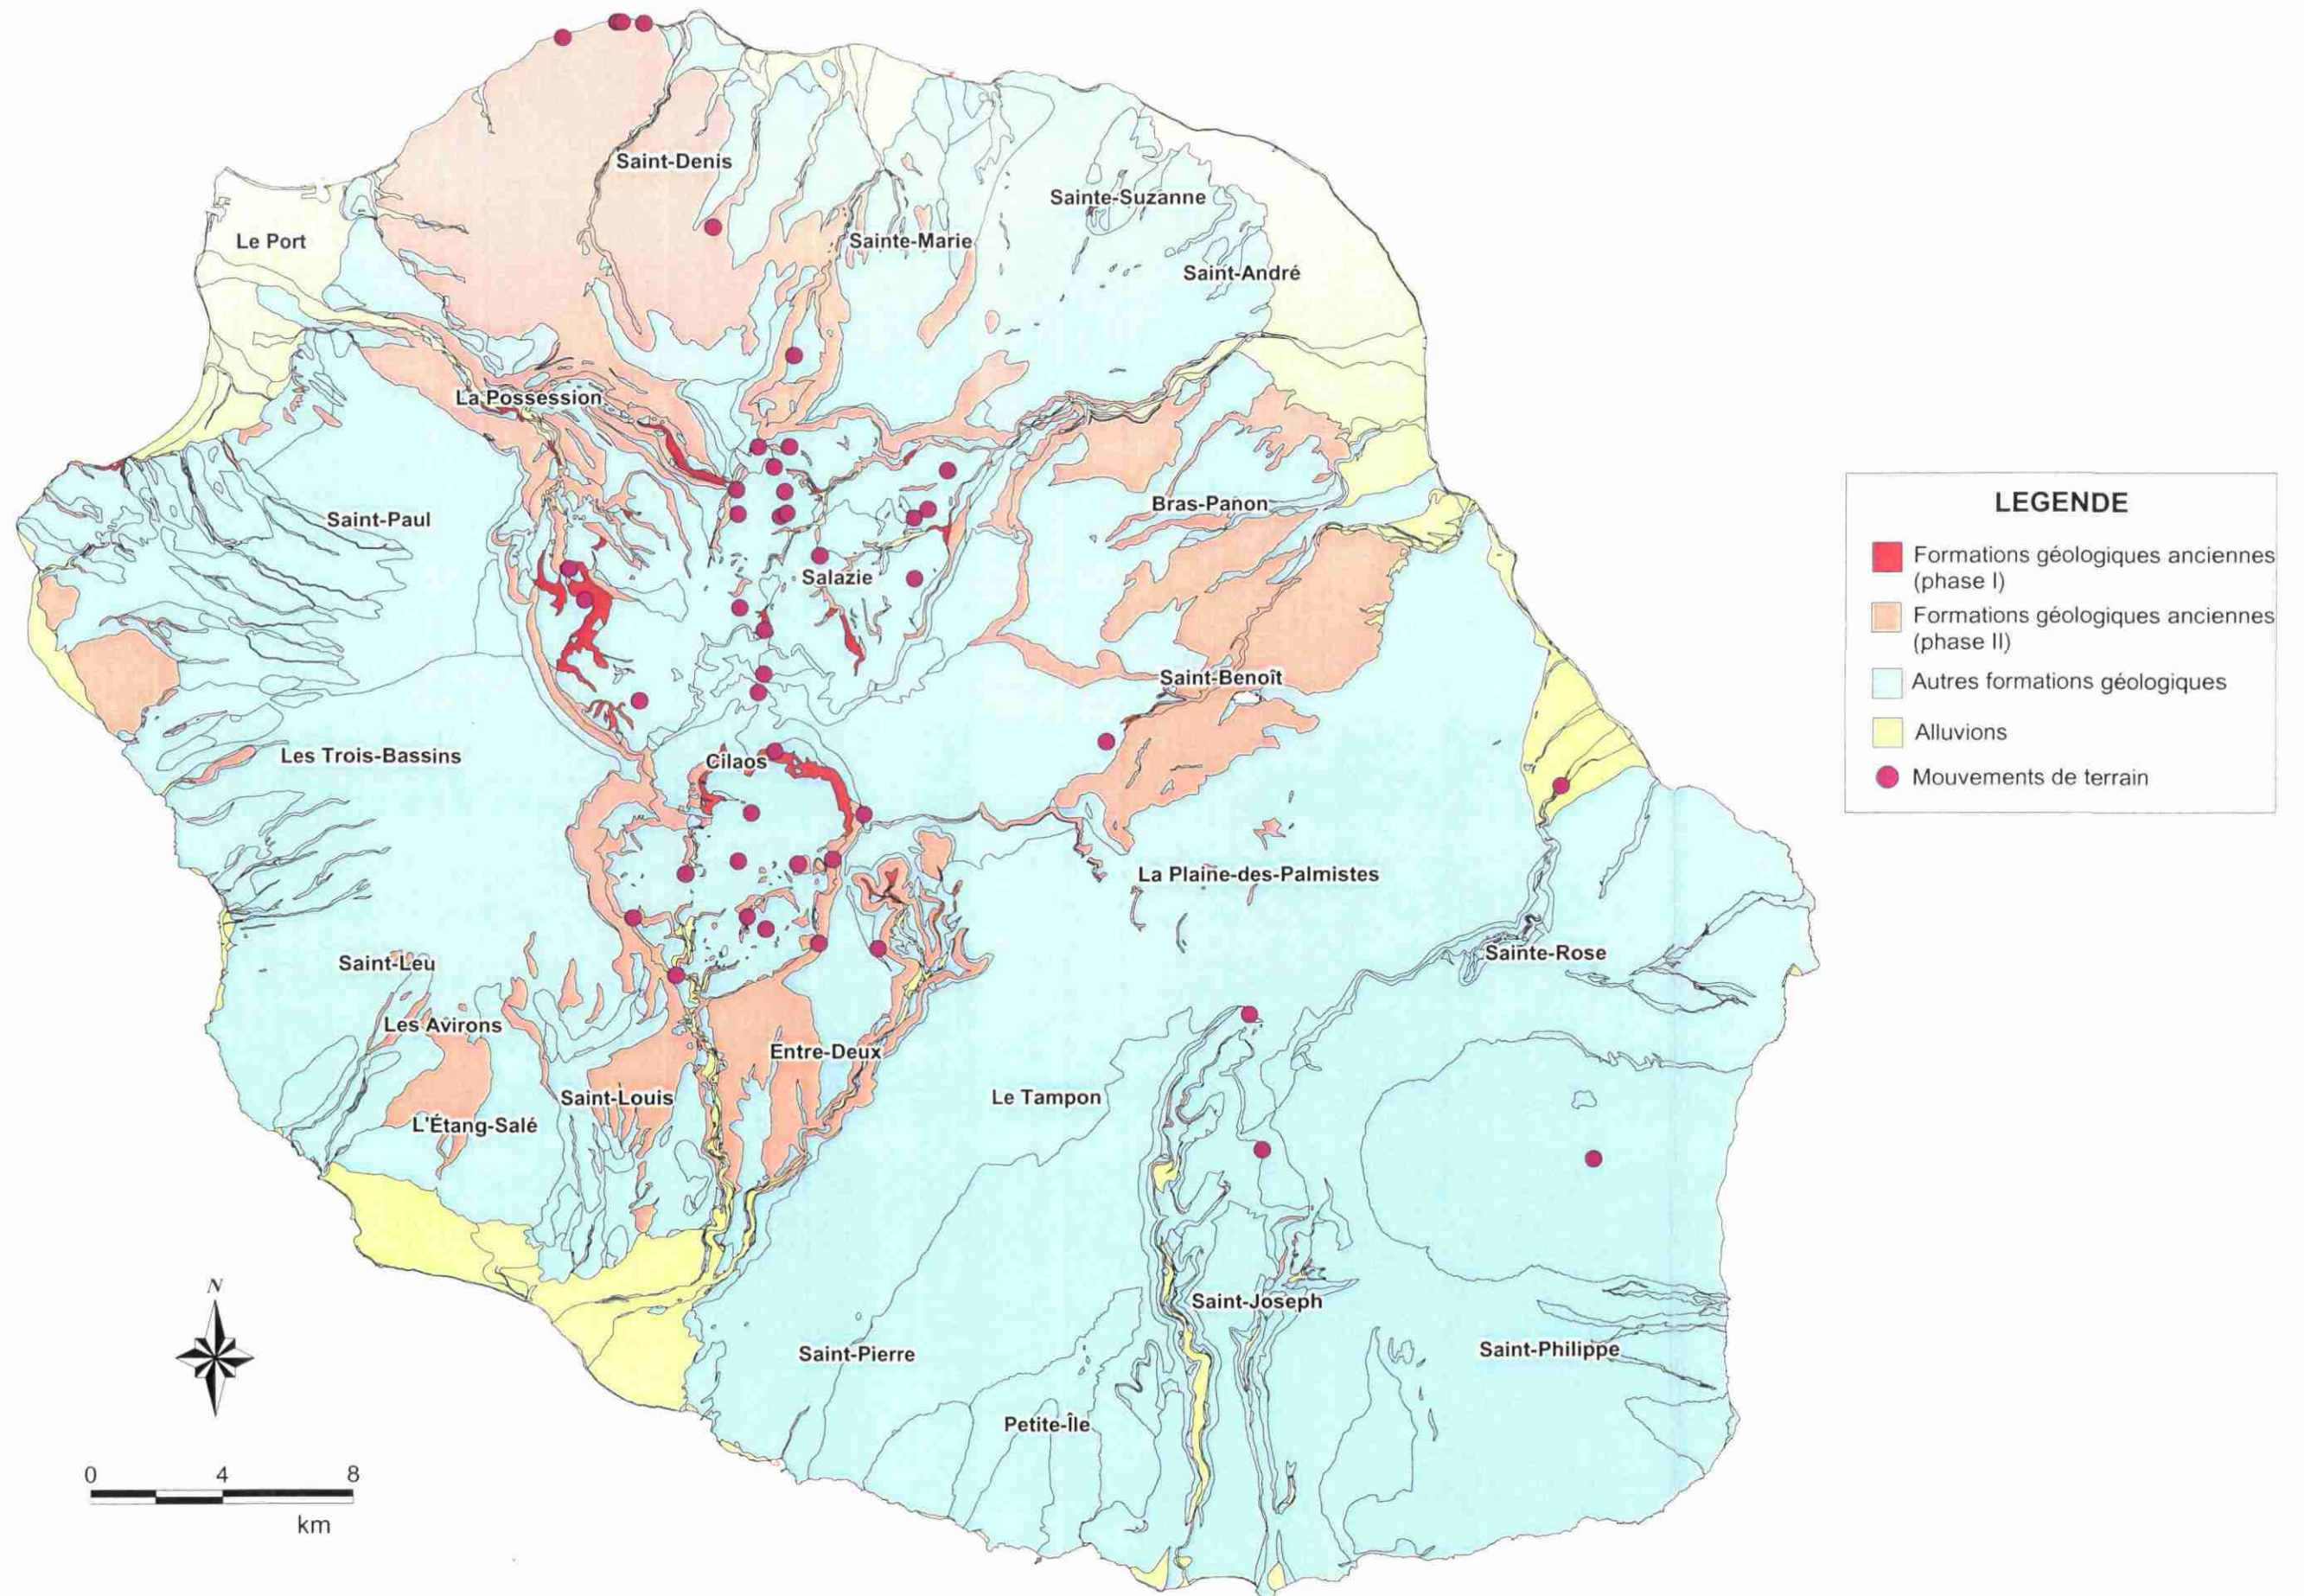 Saint-Denis
Sainte-Suzanne
Le Port
Sainte-Marie
Saint-André
La Possession
Saint-Paul
Bras-Panon
Salazie
Saint-Benoît
Les Trois-Bassins
Cilaos
La Plaine-des-Palmistes
Saint-Leu
Sainte-Rose
Les Avirons
Entre-Deux
Saint-Louis
Le Tampon
L'Étang-Salé
Saint-Joseph
Saint-Pierre
Saint-Philippe
Petite-Île
LEGENDE
Formations géologiques anciennes
(phase I)
Formations géologiques anciennes
(phase II)
Autres formations géologiques
Alluvions
Mouvements de terrain
N
0 4 8
km